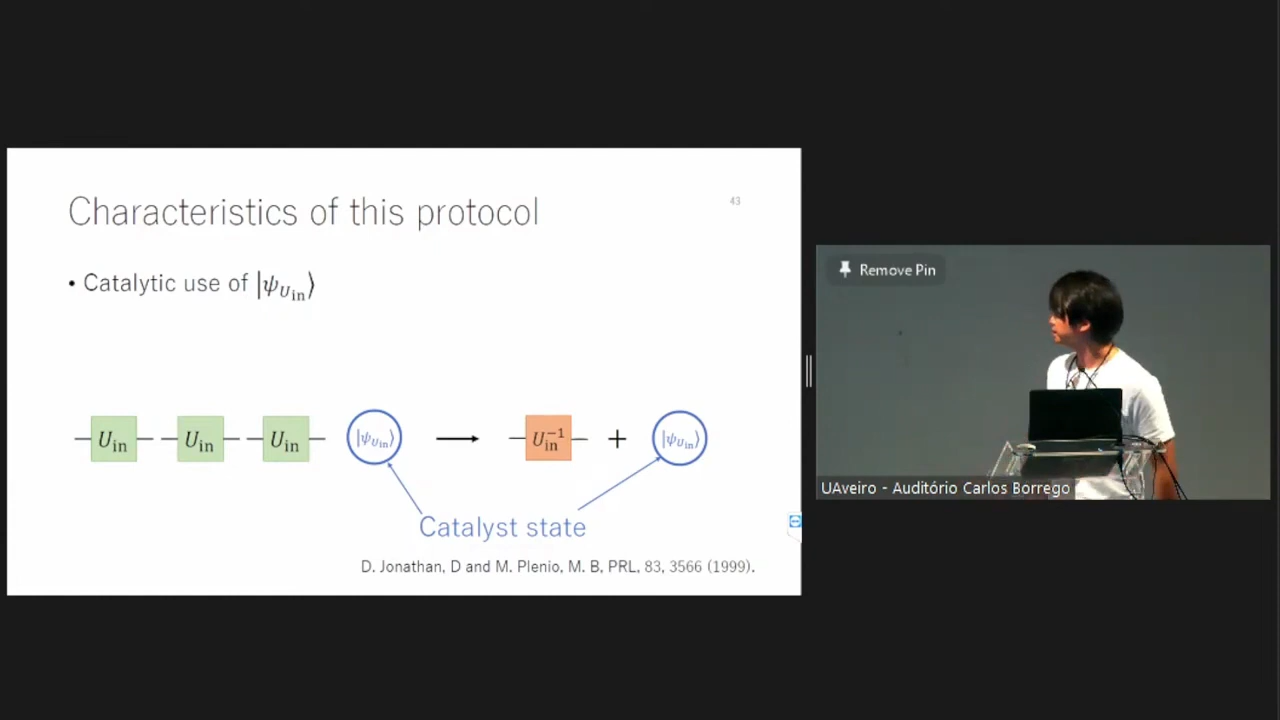 Characteristics of this protocol
43
• Catalytic use of |ψ_{U_in}⟩
U_in U_in U_in |ψ_{U_in}⟩ → U_in^{-1} + |ψ_{U_in}⟩
Catalyst state
D. Jonathan, D and M. Plenio, M. B, PRL, 83, 3566 (1999).
Remove Pin
UAveiro - Auditório Carlos Borrego